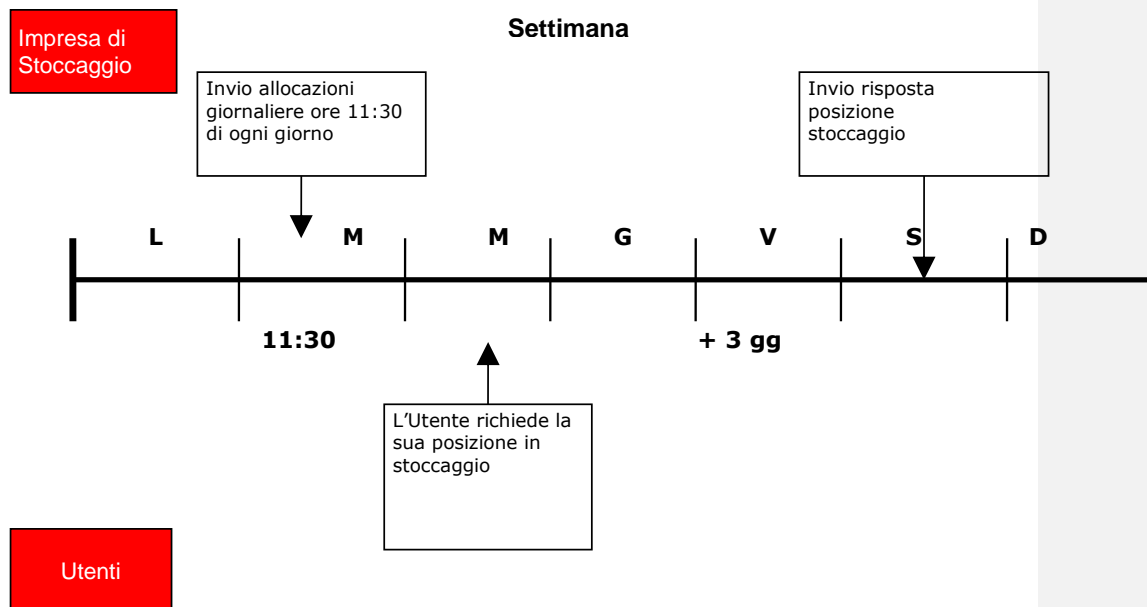 Impresa di
Stoccaggio
Settimana
Invio allocazioni
giornaliere ore 11:30
di ogni giorno
Invio risposta
posizione
stoccaggio
L M M G V S D
11:30 + 3 gg
L'Utente richiede la
sua posizione in
stoccaggio
Utenti